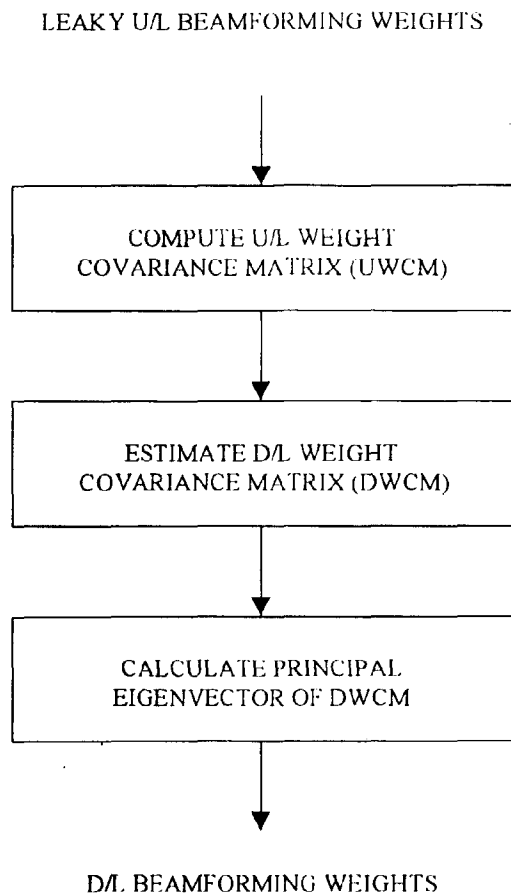 LEAKY U/L BEAMFORMING WEIGHTS
COMPUTE U/L WEIGHT
COVARIANCE MATRIX (UWCM)
ESTIMATE D/L WEIGHT
COVARIANCE MATRIX (DWCM)
CALCULATE PRINCIPAL
EIGENVECTOR OF DWCM
D/L BEAMFORMING WEIGHTS